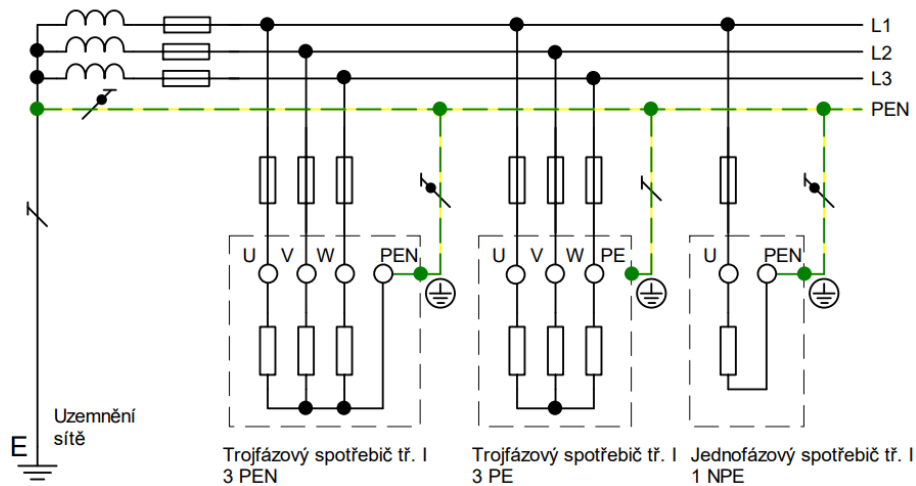 L1
L2
L3
PEN
U V W PEN
U V W PE
U PEN
E
Uzemnění
sítě
Trojfázový spotřebič tř. I
3 PEN
Trojfázový spotřebič tř. I
3 PE
Jednofázový spotřebič tř. I
1 NPE